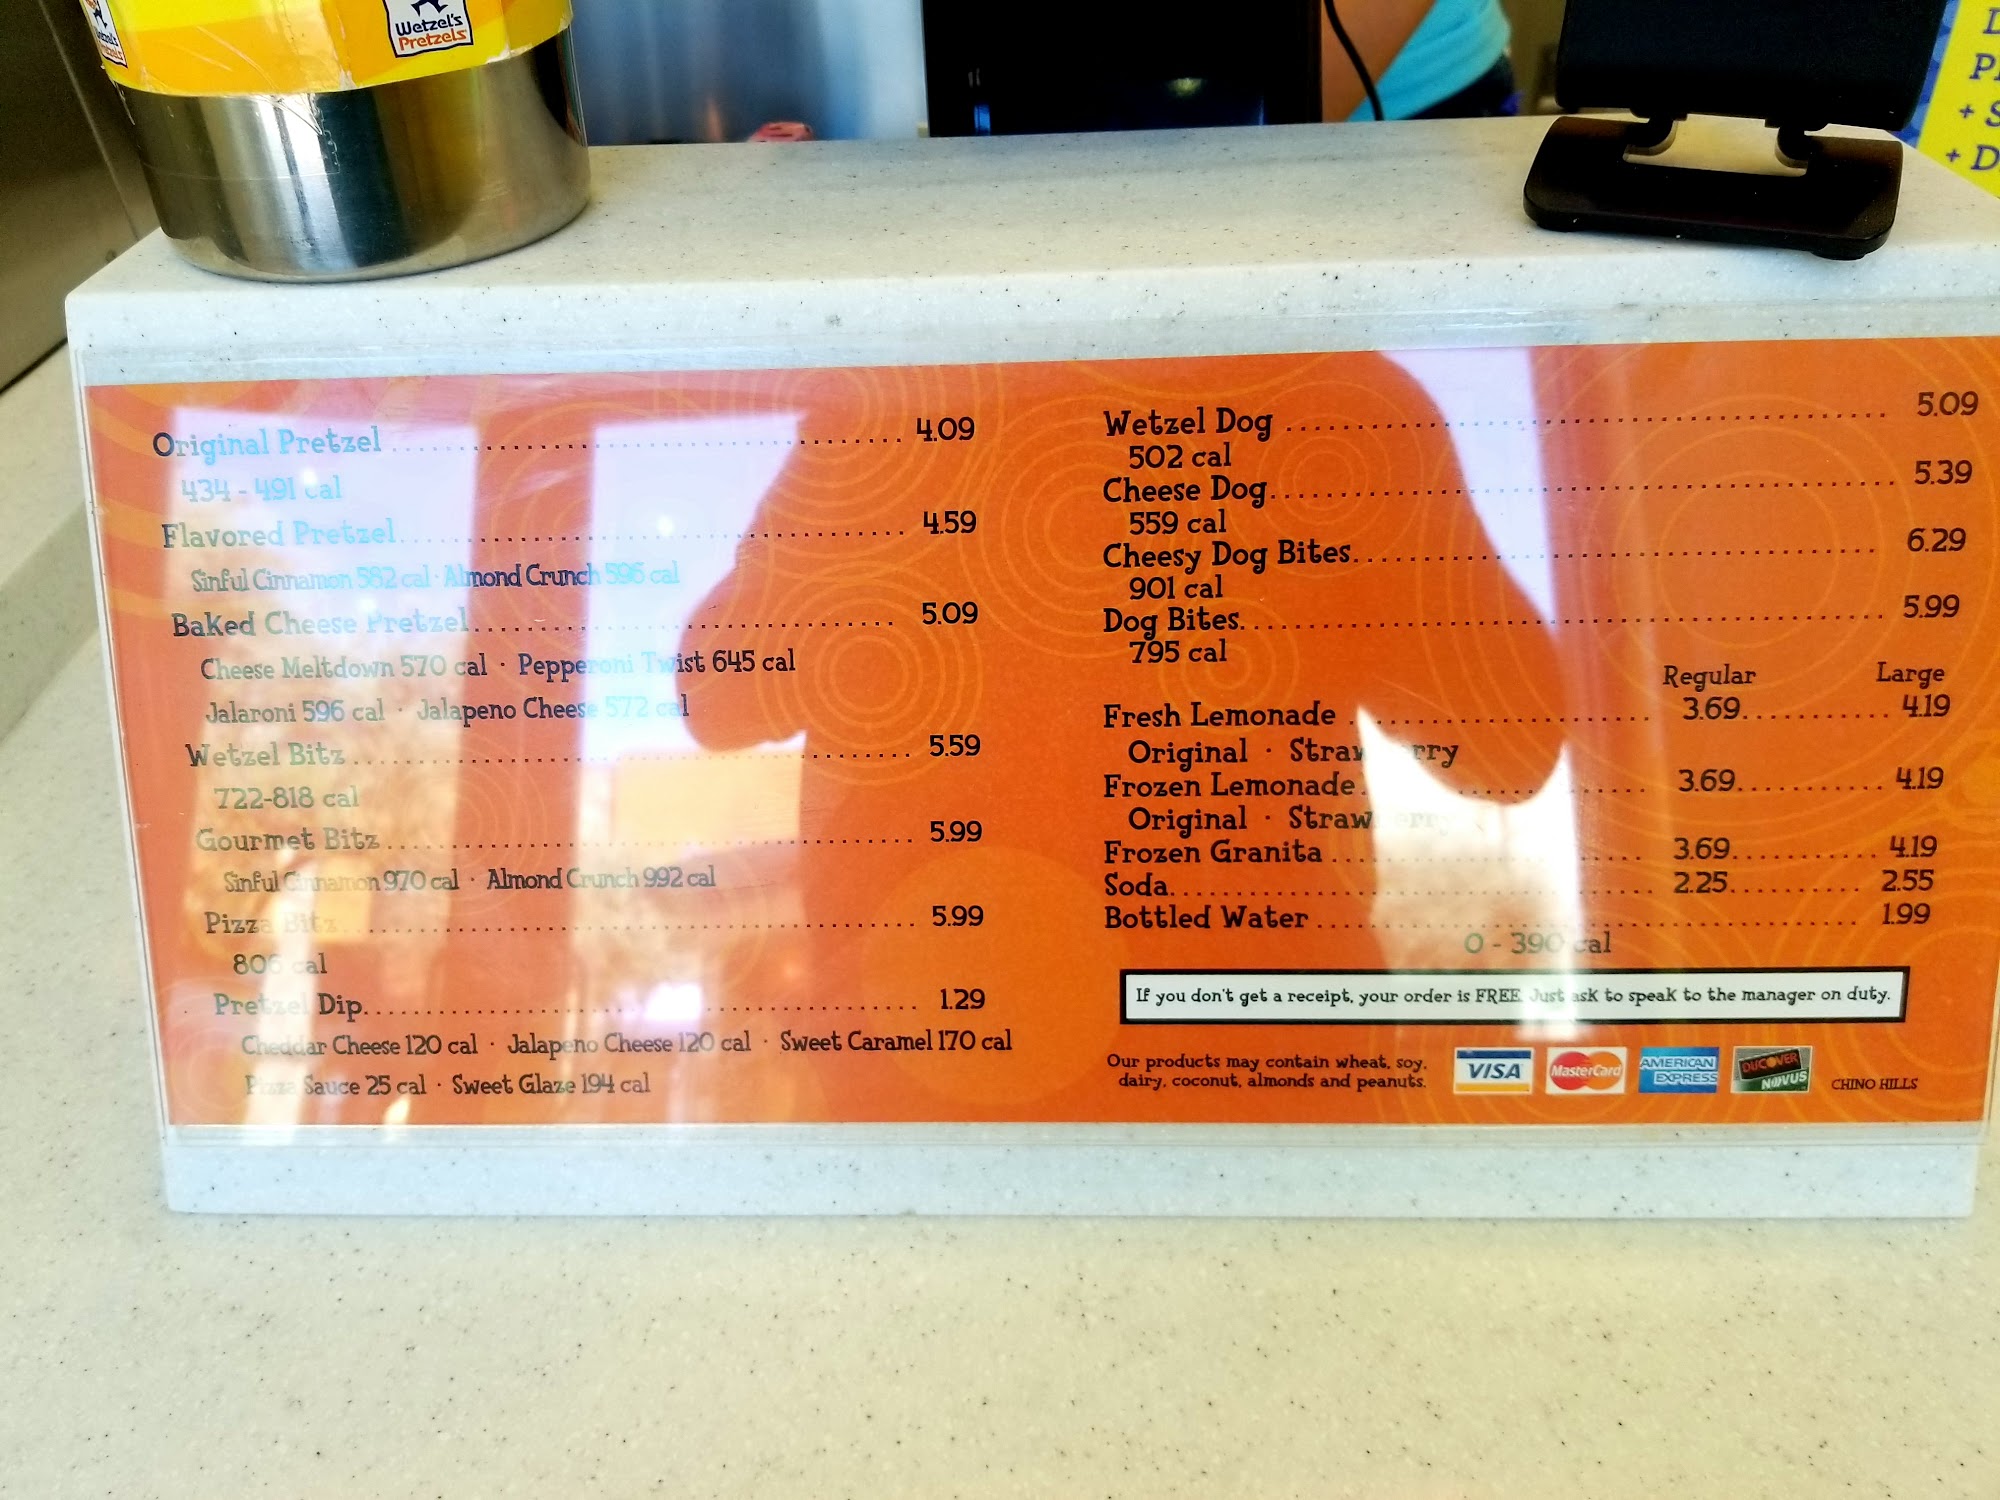 Wetzel's
Pretzels
Original Pretzel ........ 4.09
434 - 491 cal
Flavored Pretzel ........ 4.59
Sinful Cinnamon 582 cal · Almond Crunch 596 cal
Baked Cheese Pretzel ........ 5.09
Cheese Meltdown 570 cal · Pepperoni Twist 645 cal
Jalaroni 596 cal · Jalapeno Cheese 572 cal
Wetzel Bitz ........ 5.59
722-818 cal
Gourmet Bitz ........ 5.99
Sinful Cinnamon 970 cal · Almond Crunch 992 cal
Pizza Bitz ........ 5.99
806 cal
Pretzel Dip ........ 1.29
Cheddar Cheese 120 cal · Jalapeno Cheese 120 cal · Sweet Caramel 170 cal
Pizza Sauce 25 cal · Sweet Glaze 194 cal
Wetzel Dog ........ 5.09
502 cal
Cheese Dog ........ 5.39
559 cal
Cheesy Dog Bites ........ 6.29
901 cal
Dog Bites ........ 5.99
795 cal
Regular Large
Fresh Lemonade ........ 3.69 ........ 4.19
Original · Strawberry
Frozen Lemonade ........ 3.69 ........ 4.19
Original · Strawberry
Frozen Granita ........ 3.69 ........ 4.19
Soda ........ 2.25 ........ 2.55
Bottled Water ........ 1.99
0 - 390 cal
If you don't get a receipt, your order is FREE. Just ask to speak to the manager on duty.
Our products may contain wheat, soy,
dairy, coconut, almonds and peanuts.
VISA MasterCard AMERICAN EXPRESS DISCOVER NOVUS CHINO HILLS